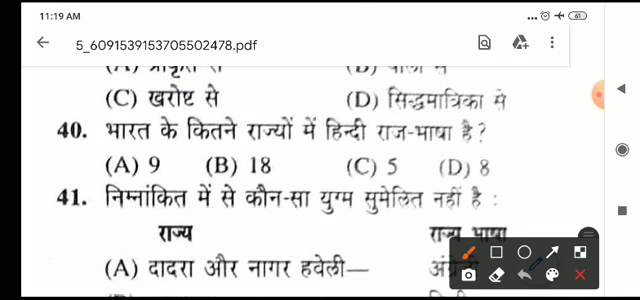 11:19 AM
61
5_6091539153705502478.pdf
(C) खरोष्ट से (D) सिद्धमात्रिका से
40. भारत के कितने राज्यों में हिन्दी राज-भाषा है?
(A) 9 (B) 18 (C) 5 (D) 8
41. निम्नांकित में से कौन-सा युग्म सुमेलित नहीं है :
राज्य राज्य भाषा
(A) दादरा और नागर हवेली—